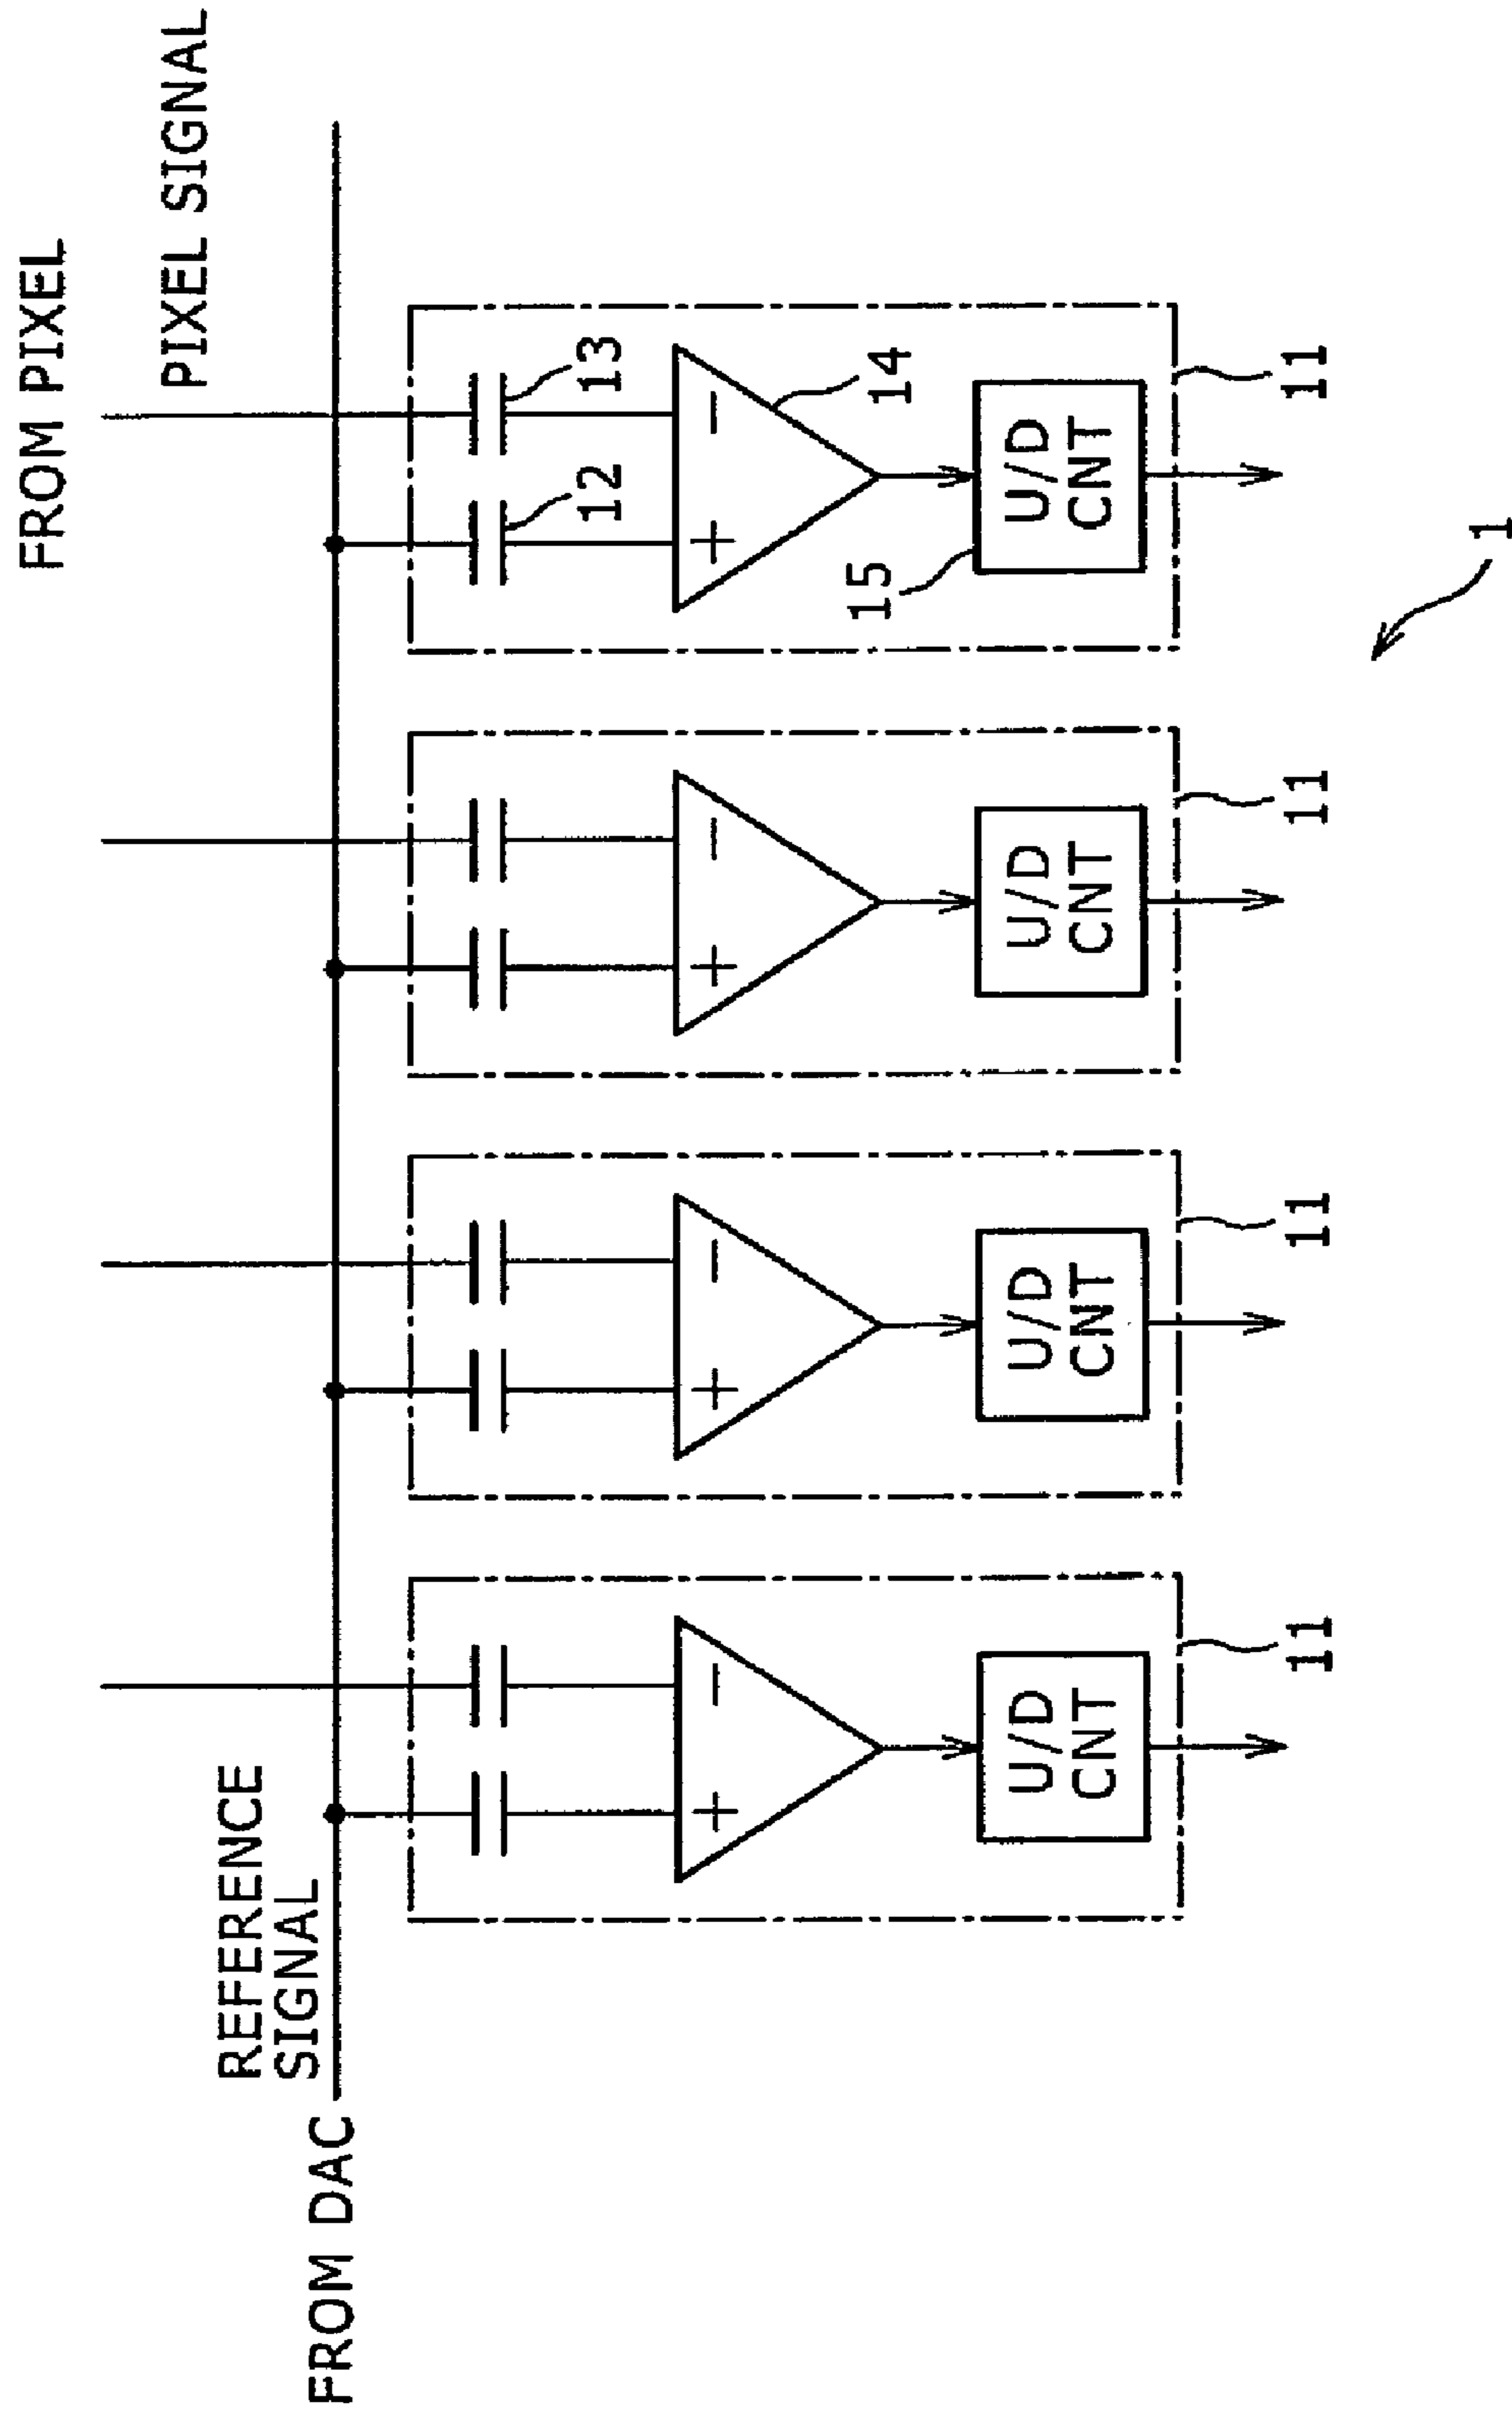 FROM PIXEL
PIXEL SIGNAL
REFERENCE
SIGNAL
FROM DAC
13
12
14
15
+ −
+ −
+ −
+ −
U/D
CNT
U/D
CNT
U/D
CNT
U/D
CNT
11
11
11
11
1